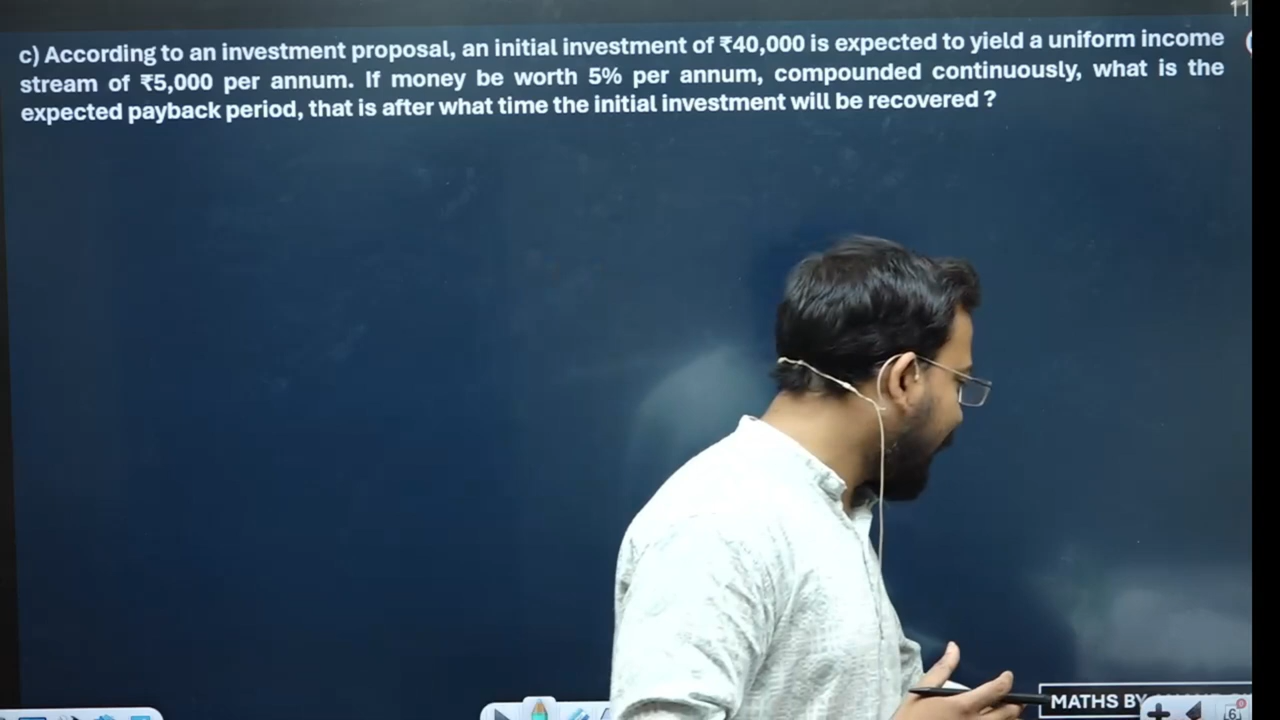 11
c) According to an investment proposal, an initial investment of ₹40,000 is expected to yield a uniform income
stream of ₹5,000 per annum. If money be worth 5% per annum, compounded continuously, what is the
expected payback period, that is after what time the initial investment will be recovered ?
MATHS BY
6